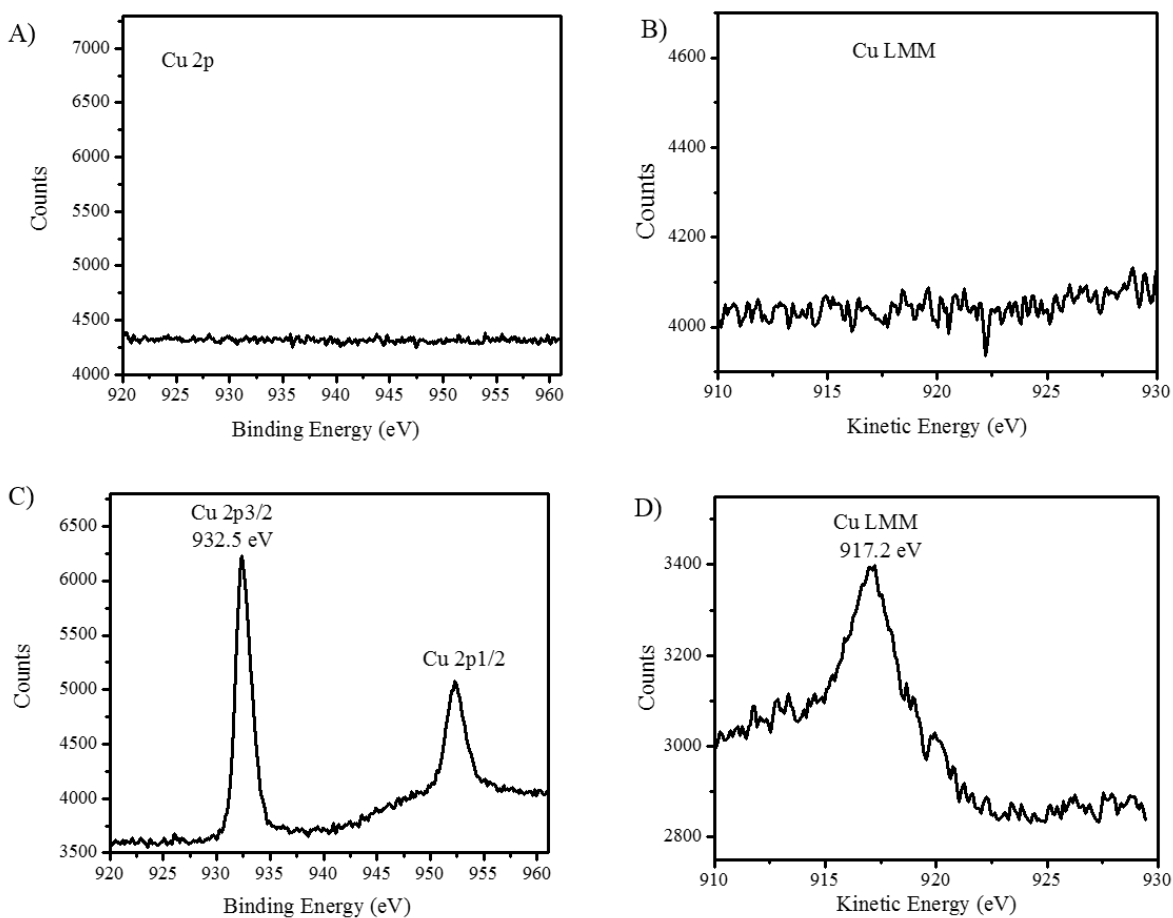 A)
Cu 2p
7000
6500
6000
5500
5000
4500
4000
Counts
920 925 930 935 940 945 950 955 960
Binding Energy (eV)
B)
Cu LMM
4600
4400
4200
4000
Counts
910 915 920 925 930
Kinetic Energy (eV)
C)
Cu 2p3/2
932.5 eV
Cu 2p1/2
6500
6000
5500
5000
4500
4000
3500
Counts
920 925 930 935 940 945 950 955 960
Binding Energy (eV)
D)
Cu LMM
917.2 eV
3400
3200
3000
2800
Counts
910 915 920 925 930
Kinetic Energy (eV)